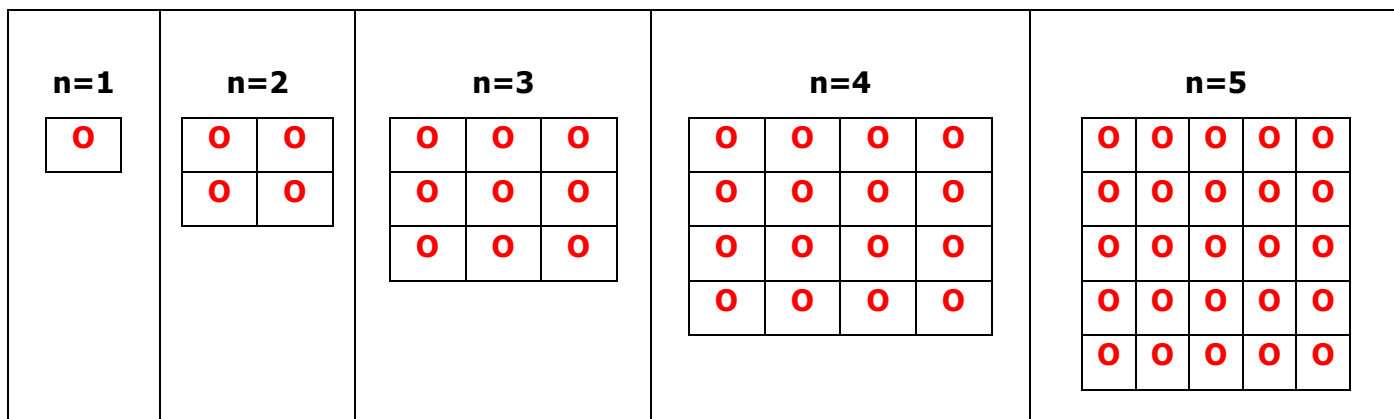 n=1 n=2 n=3 n=4 n=5
O O O O O O O O O O O O O O O
O O O O O O O O O O O O O O
O O O O O O O O O O O O
O O O O O O O O O
O O O O O